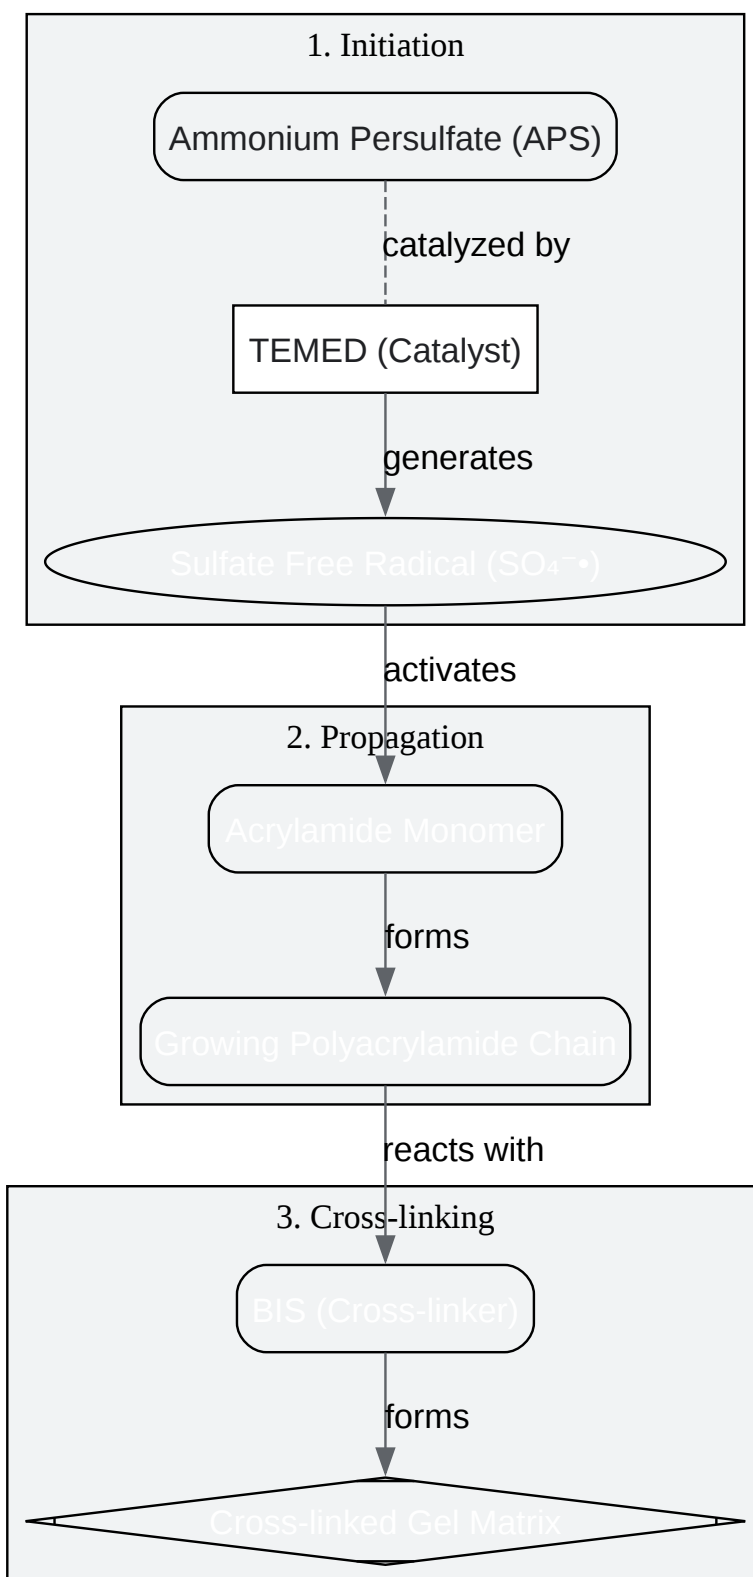 1. Initiation
Ammonium Persulfate (APS)
catalyzed by
TEMED (Catalyst)
generates
Sulfate Free Radical (SO₄⁻•)
activates
2. Propagation
Acrylamide Monomer
forms
Growing Polyacrylamide Chain
reacts with
3. Cross-linking
BIS (Cross-linker)
forms
Cross-linked Gel Matrix